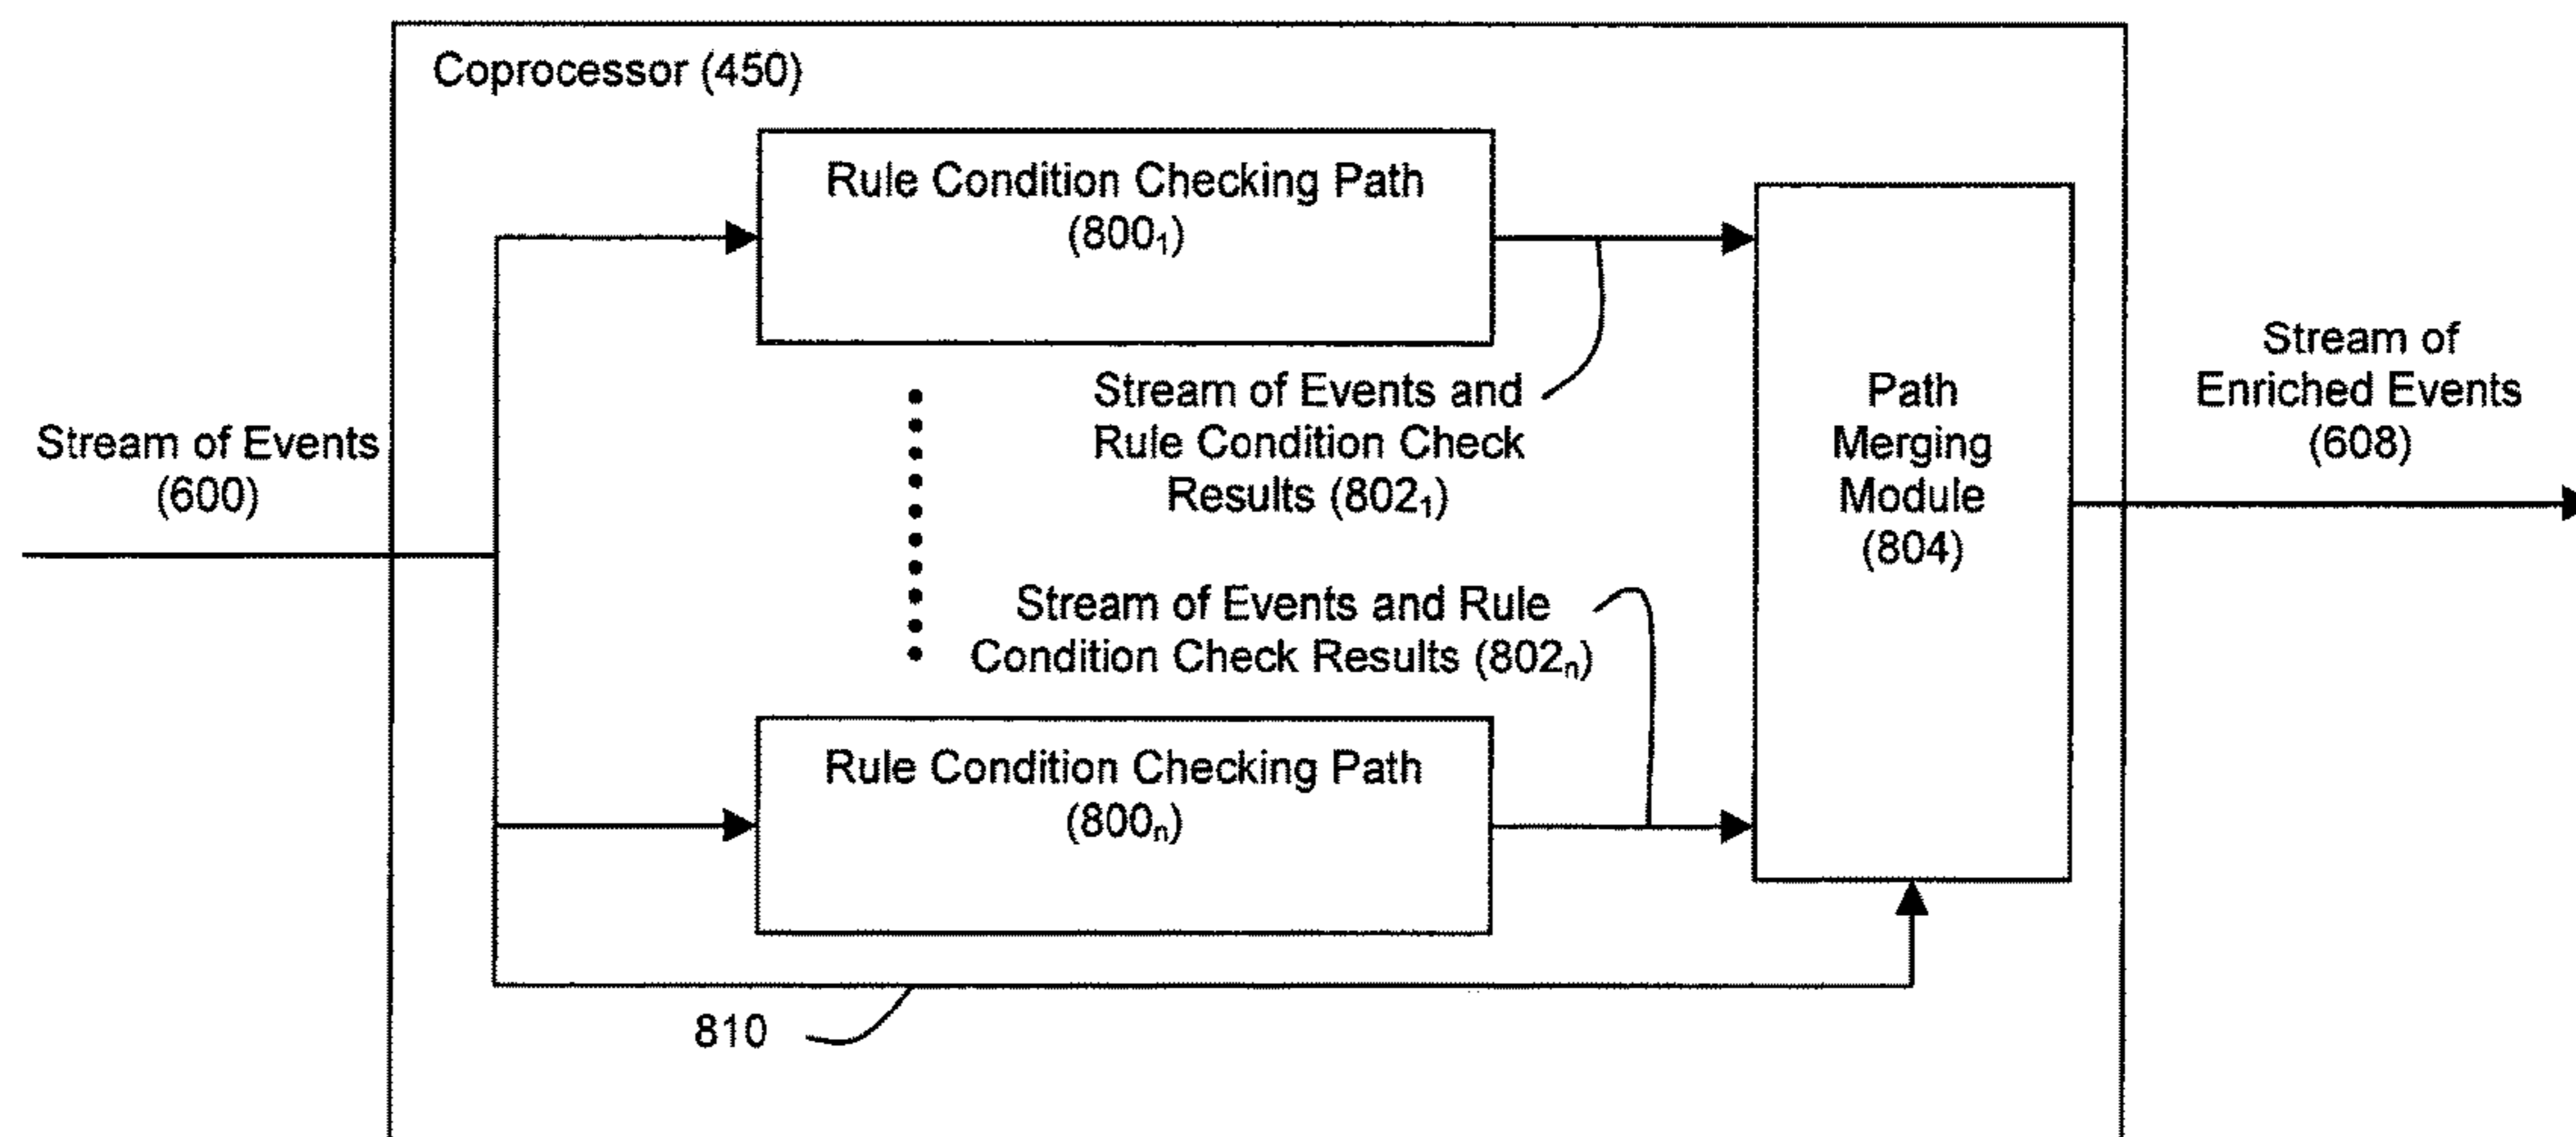 Coprocessor (450)
Rule Condition Checking Path
(800₁)
Stream of Events
(600)
Stream of Events and
Rule Condition Check
Results (802₁)
Path
Merging
Module
(804)
Stream of
Enriched Events
(608)
Stream of Events and Rule
Condition Check Results (802ₙ)
Rule Condition Checking Path
(800ₙ)
810